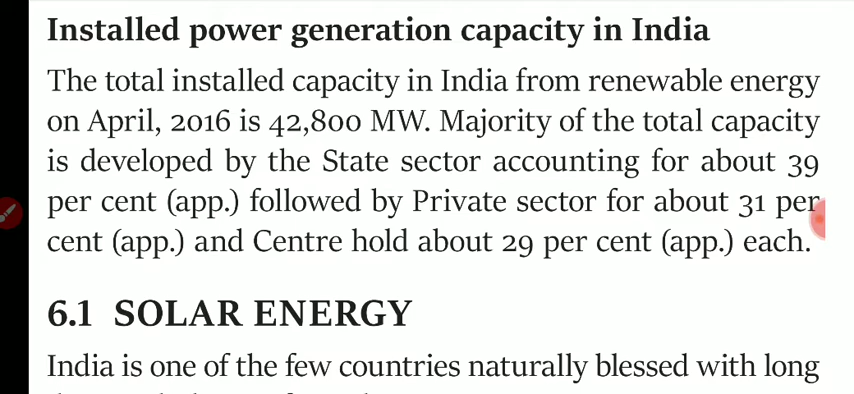 Installed power generation capacity in India
The total installed capacity in India from renewable energy
on April, 2016 is 42,800 MW. Majority of the total capacity
is developed by the State sector accounting for about 39
per cent (app.) followed by Private sector for about 31 per
cent (app.) and Centre hold about 29 per cent (app.) each.
6.1 SOLAR ENERGY
India is one of the few countries naturally blessed with long